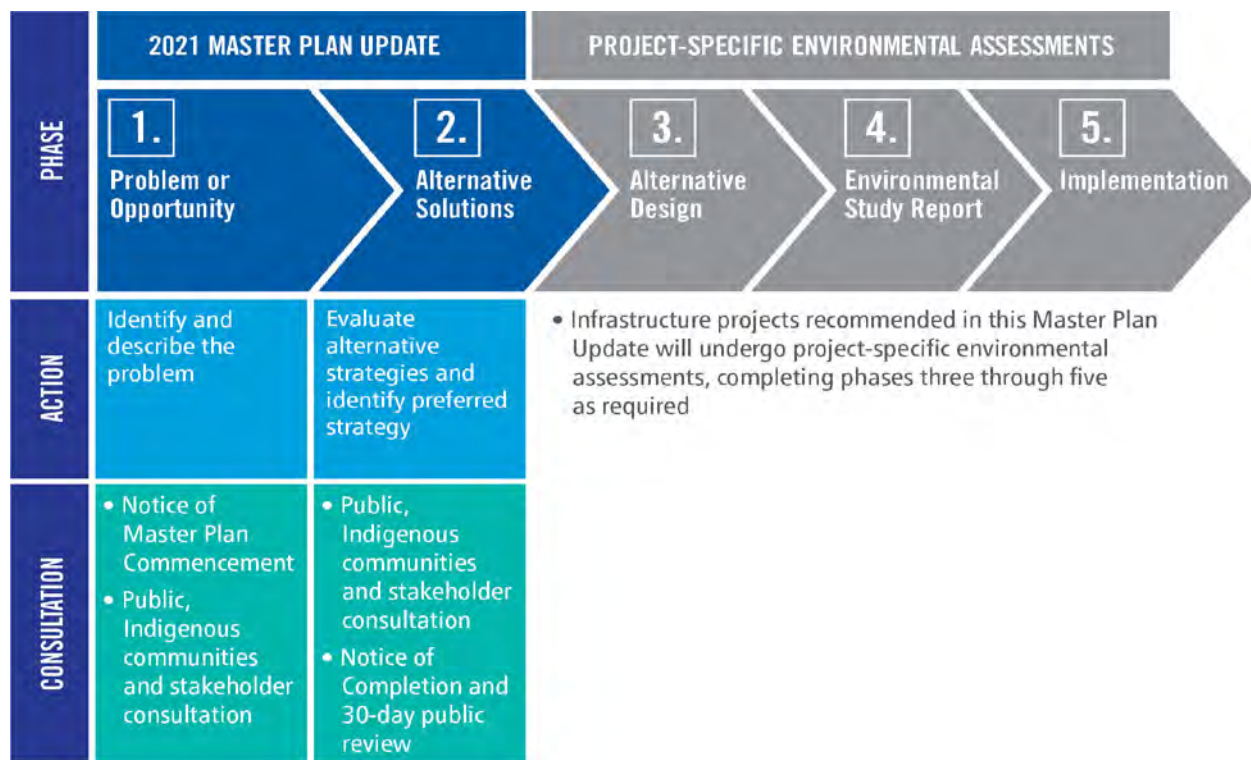 2021 MASTER PLAN UPDATE
PROJECT-SPECIFIC ENVIRONMENTAL ASSESSMENTS
PHASE
1.
Problem or
Opportunity
2.
Alternative
Solutions
3.
Alternative
Design
4.
Environmental
Study Report
5.
Implementation
ACTION
Identify and
describe the
problem
Evaluate
alternative
strategies and
identify preferred
strategy
• Infrastructure projects recommended in this Master Plan
Update will undergo project-specific environmental
assessments, completing phases three through five
as required
CONSULTATION
• Notice of
Master Plan
Commencement
• Public,
Indigenous
communities
and stakeholder
consultation
• Public,
Indigenous
communities
and stakeholder
consultation
• Notice of
Completion and
30-day public
review